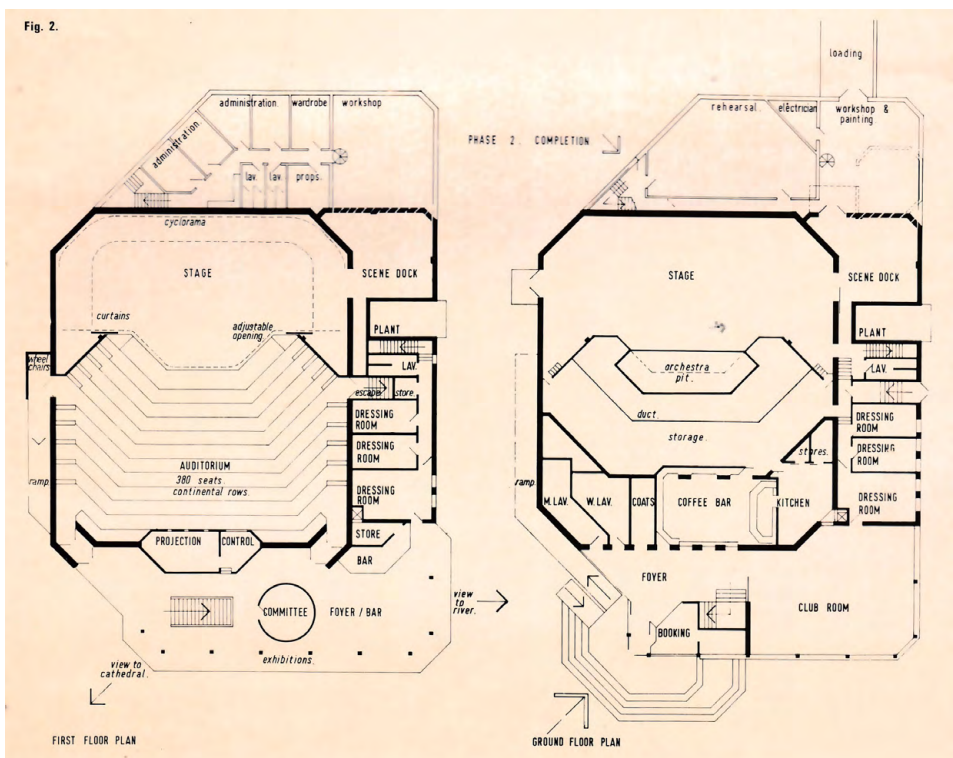 Fig. 2.
administration.
wardrobe
workshop
administration.
lav.
lav.
props.
cyclorama
STAGE
SCENE DOCK
curtains
adjustable
opening.
PLANT
wheel
chairs
LAV.
escape
store.
DRESSING
ROOM
DRESSING
ROOM
AUDITORIUM
380 seats.
continental rows.
ramp.
DRESSING
ROOM
PROJECTION
CONTROL
STORE
BAR
COMMITTEE
FOYER / BAR
view
to
river.
exhibitions.
view to
cathedral.
FIRST FLOOR PLAN
loading
rehearsal.
electrician
workshop &
painting
PHASE 2. COMPLETION
STAGE
SCENE DOCK
PLANT
orchestra
pit.
LAV.
duct.
storage.
DRESSING
ROOM
stores.
DRESSING
ROOM
ramp.
M. LAV.
W. LAV.
COATS
COFFEE BAR
KITCHEN
DRESSING
ROOM
FOYER
CLUB ROOM
BOOKING
GROUND FLOOR PLAN